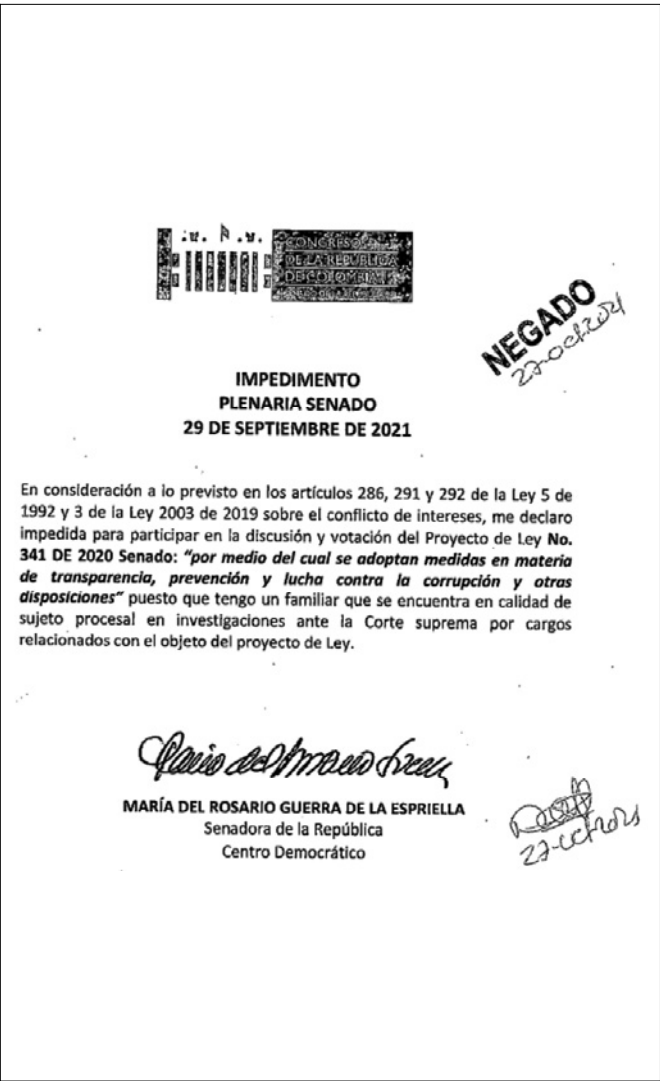 CONGRESO
DE LA REPÚBLICA
DE COLOMBIA
NEGADO
27-oct-2021
IMPEDIMENTO
PLENARIA SENADO
29 DE SEPTIEMBRE DE 2021
En consideración a lo previsto en los artículos 286, 291 y 292 de la Ley 5 de
1992 y 3 de la Ley 2003 de 2019 sobre el conflicto de intereses, me declaro
impedida para participar en la discusión y votación del Proyecto de Ley No.
341 DE 2020 Senado: "por medio del cual se adoptan medidas en materia
de transparencia, prevención y lucha contra la corrupción y otras
disposiciones" puesto que tengo un familiar que se encuentra en calidad de
sujeto procesal en investigaciones ante la Corte suprema por cargos
relacionados con el objeto del proyecto de Ley.
MARÍA DEL ROSARIO GUERRA DE LA ESPRIELLA
Senadora de la República
Centro Democrático
27-oct-2021